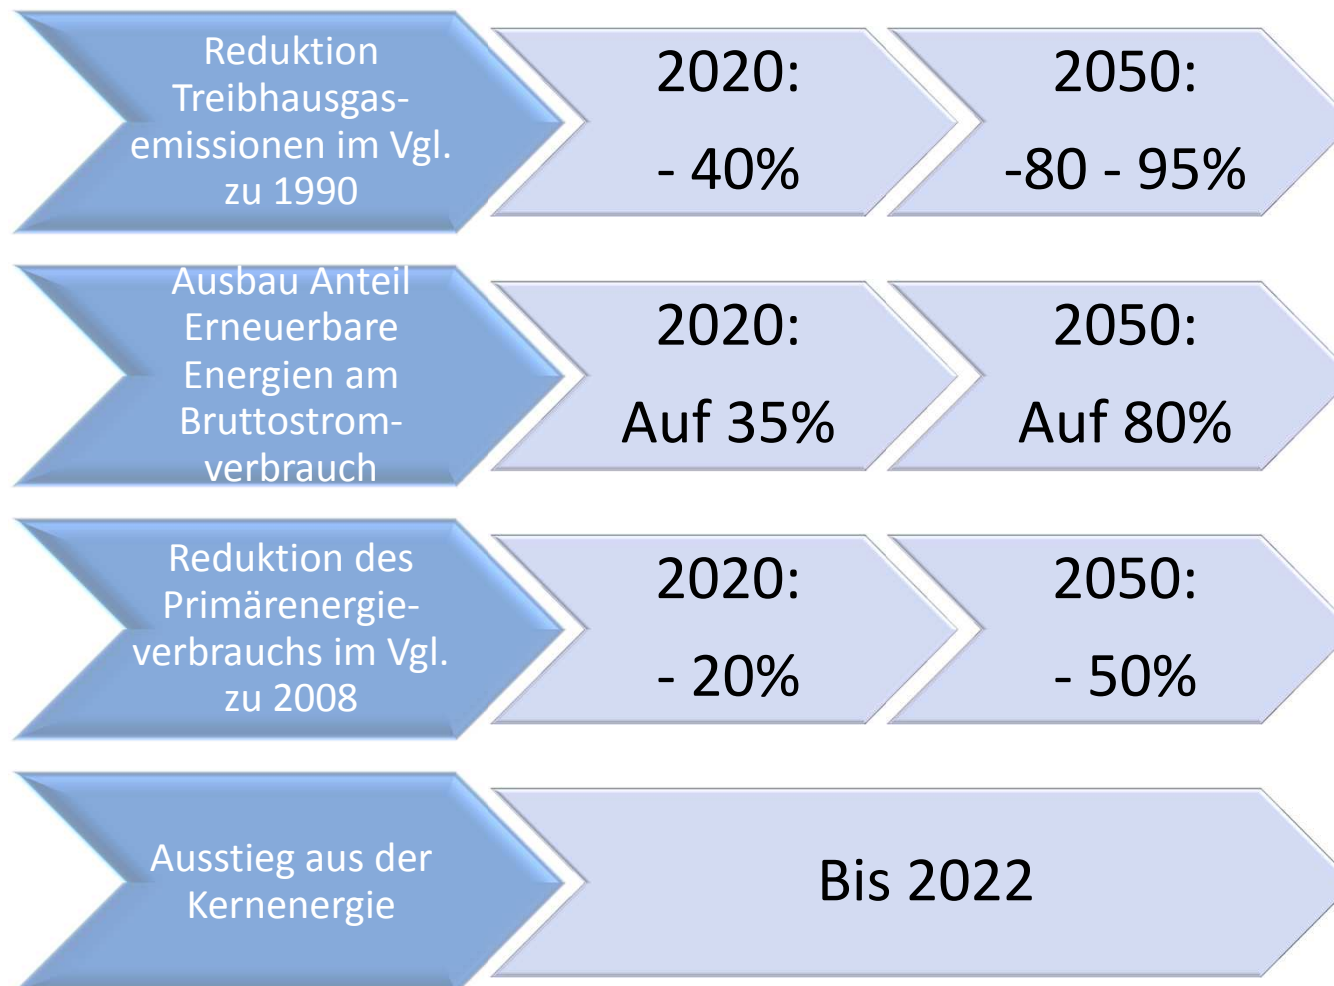 Reduktion
Treibhausgas-
emissionen im Vgl.
zu 1990
2020:
- 40%
2050:
-80 - 95%
Ausbau Anteil
Erneuerbare
Energien am
Bruttostrom-
verbrauch
2020:
Auf 35%
2050:
Auf 80%
Reduktion des
Primärenergie-
verbrauchs im Vgl.
zu 2008
2020:
- 20%
2050:
- 50%
Ausstieg aus der
Kernenergie
Bis 2022